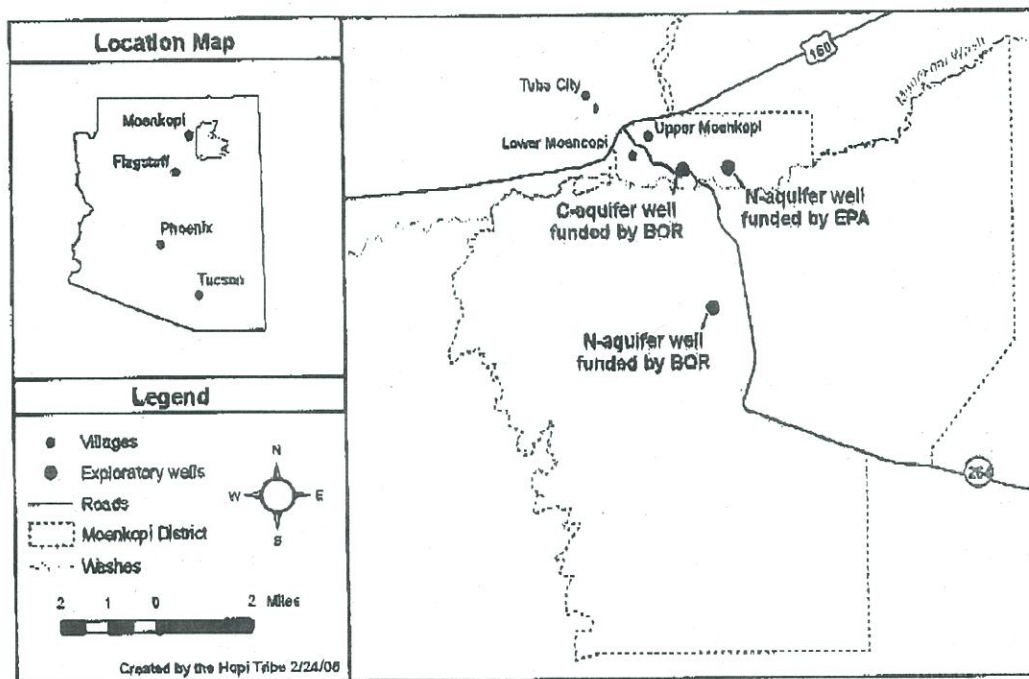 Location Map
Moenkopi
Flagstaff
Phoenix
Tucson
Legend
Villages
Exploratory wells
Roads
Moenkopi District
Washes
N
W
E
S
2 1 0 2 Miles
Created by the Hopi Tribe 2/24/06
160
Moenkopi Wash
Tuba City
Upper Moenkopi
Lower Moencopi
C-aquifer well
funded by BOR
N-aquifer well
funded by EPA
N-aquifer well
funded by BOR
264